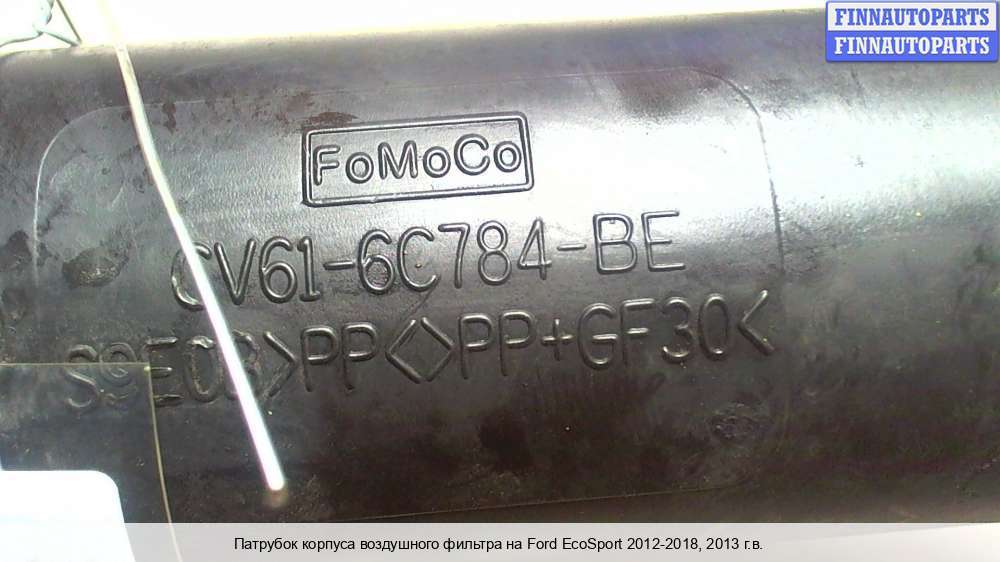 FINNAUTOPARTS
FINNAUTOPARTS
FoMoCo
CV61-6C784-BE
S9E03>PP<>PP+GF30<
Патрубок корпуса воздушного фильтра на Ford EcoSport 2012-2018, 2013 г.в.